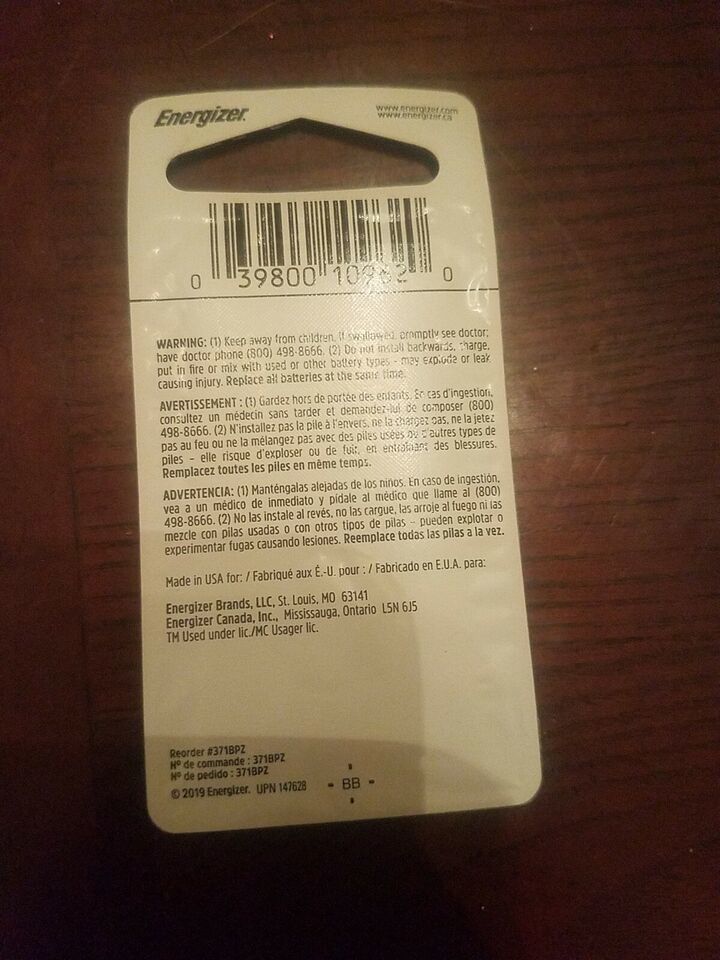 Energizer.
www.energizer.com
www.energizer.ca
0 39800 10962 0
WARNING: (1) Keep away from children. If swallowed, promptly see doctor;
have doctor phone (800) 498-8666. (2) Do not install backwards, charge,
put in fire or mix with used or other battery types - may explode or leak
causing injury. Replace all batteries at the same time.
AVERTISSEMENT : (1) Gardez hors de portée des enfants. En cas d'ingestion,
consultez un médecin sans tarder et demandez-lui de composer (800)
498-8666. (2) N'installez pas la pile à l'envers, ne la chargez pas, ne la jetez
pas au feu ou ne la mélangez pas avec des piles usées ou d'autres types de
piles – elle risque d'exploser ou de fuir, en entraînant des blessures.
Remplacez toutes les piles en même temps.
ADVERTENCIA: (1) Manténgalas alejadas de los niños. En caso de ingestión,
vea a un médico de inmediato y pídale al médico que llame al (800)
498-8666. (2) No las instale al revés, no las cargue, las arroje al fuego ni las
mezcle con pilas usadas o con otros tipos de pilas – pueden explotar o
experimentar fugas causando lesiones. Reemplace todas las pilas a la vez.
Made in USA for: / Fabriqué aux É.-U. pour : / Fabricado en E.U.A. para:
Energizer Brands, LLC, St. Louis, MO 63141
Energizer Canada, Inc., Mississauga, Ontario L5N 6J5
TM Used under lic./MC Usager lic.
Reorder #371BPZ
Nº de commande : 371BPZ
Nº de pedido : 371BPZ
© 2019 Energizer. UPN 147628
- BB -